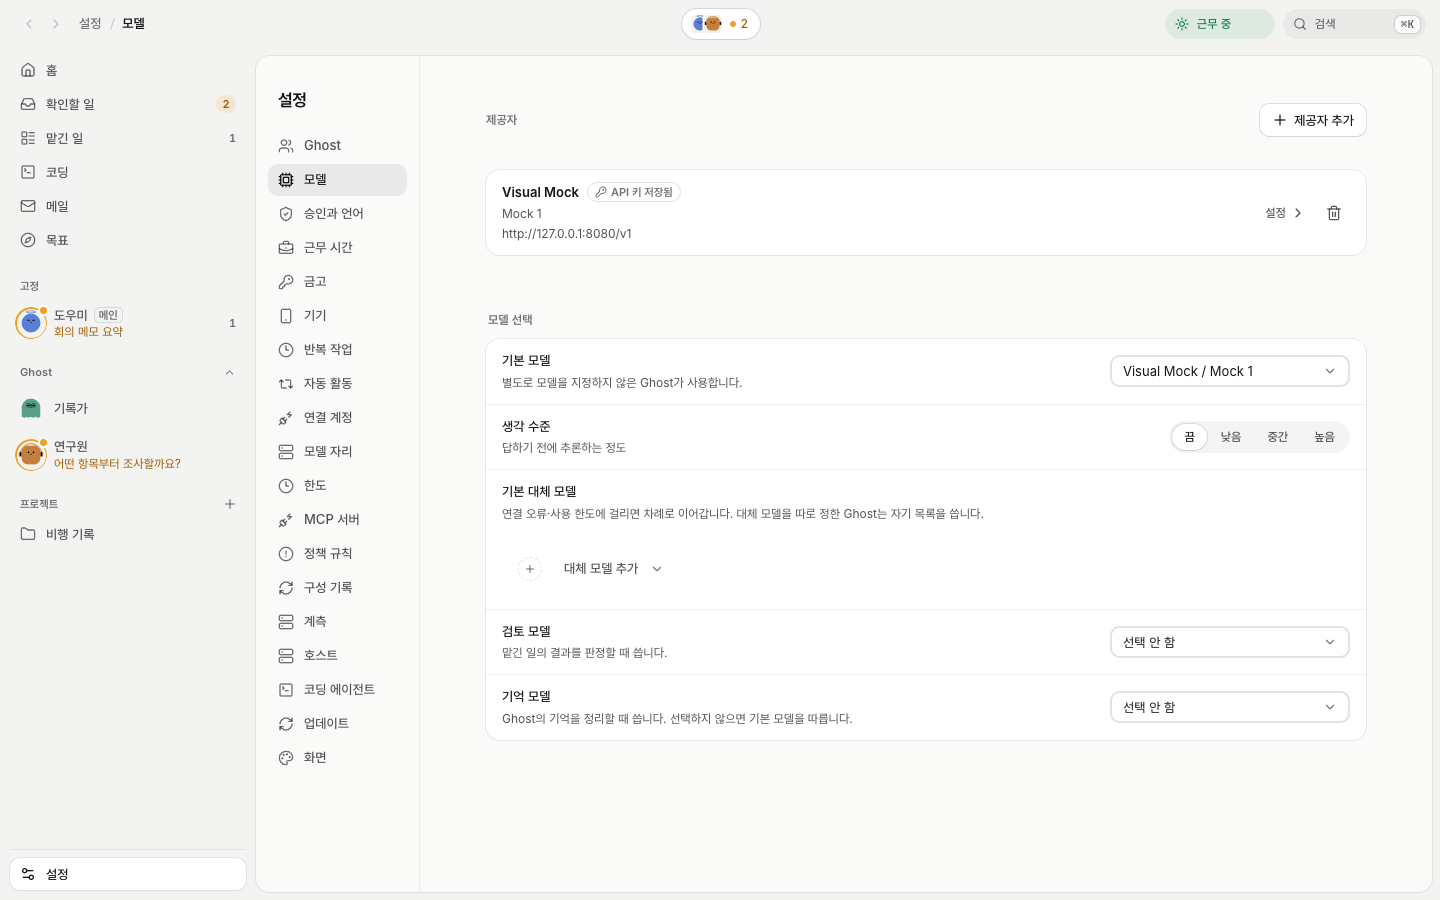 설정 / 모델
2
근무 중
검색
⌘K
홈
확인할 일
2
맡긴 일
1
코딩
메일
목표
고정
도우미 메인
회의 메모 요약
1
Ghost
기록가
연구원
어떤 항목부터 조사할까요?
프로젝트
비행 기록
설정
설정
Ghost
모델
승인과 언어
근무 시간
금고
기기
반복 작업
자동 활동
연결 계정
모델 자리
한도
MCP 서버
정책 규칙
구성 기록
계측
호스트
코딩 에이전트
업데이트
화면
제공자
제공자 추가
Visual Mock API 키 저장됨
Mock 1
http://127.0.0.1:8080/v1
설정
모델 선택
기본 모델
별도로 모델을 지정하지 않은 Ghost가 사용합니다.
Visual Mock / Mock 1
생각 수준
답하기 전에 추론하는 정도
끔 낮음 중간 높음
기본 대체 모델
연결 오류·사용 한도에 걸리면 차례로 이어갑니다. 대체 모델을 따로 정한 Ghost는 자기 목록을 씁니다.
대체 모델 추가
검토 모델
맡긴 일의 결과를 판정할 때 씁니다.
선택 안 함
기억 모델
Ghost의 기억을 정리할 때 씁니다. 선택하지 않으면 기본 모델을 따릅니다.
선택 안 함